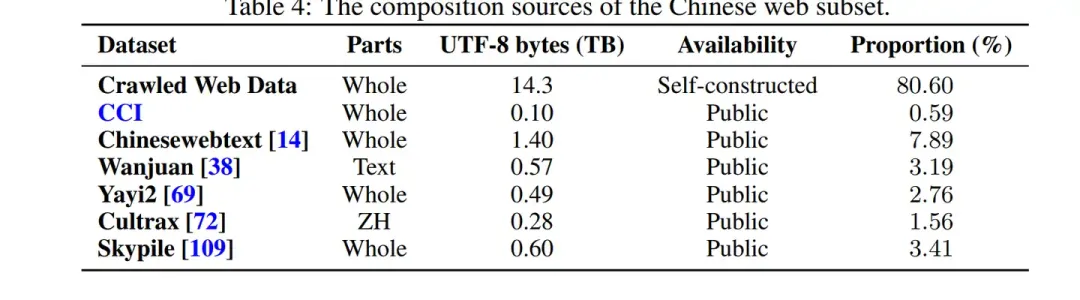 Table 4: The composition sources of the Chinese web subset.
Dataset Parts UTF-8 bytes (TB) Availability Proportion (%)
Crawled Web Data Whole 14.3 Self-constructed 80.60
CCI Whole 0.10 Public 0.59
Chinesewebtext [14] Whole 1.40 Public 7.89
Wanjuan [38] Text 0.57 Public 3.19
Yayi2 [69] Whole 0.49 Public 2.76
Cultrax [72] ZH 0.28 Public 1.56
Skypile [109] Whole 0.60 Public 3.41